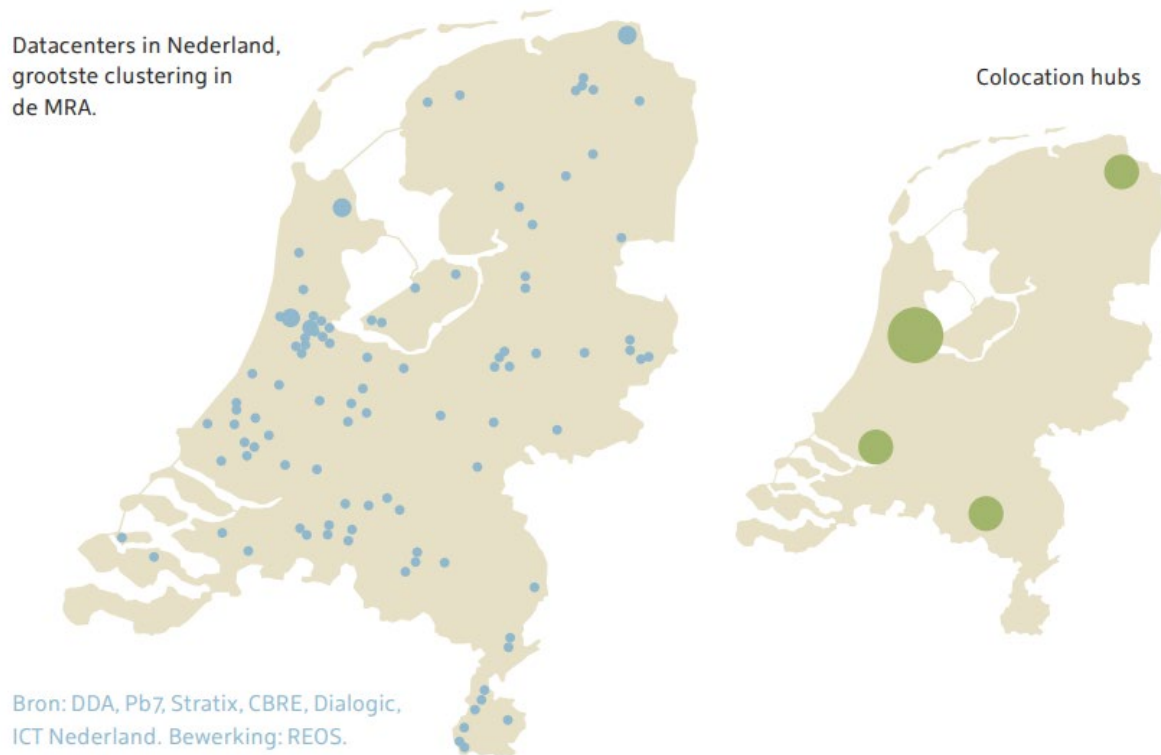 Datacenters in Nederland,
grootste clustering in
de MRA.
Colocation hubs
Bron: DDA, Pb7, Stratix, CBRE, Dialogic,
ICT Nederland. Bewerking: REOS.